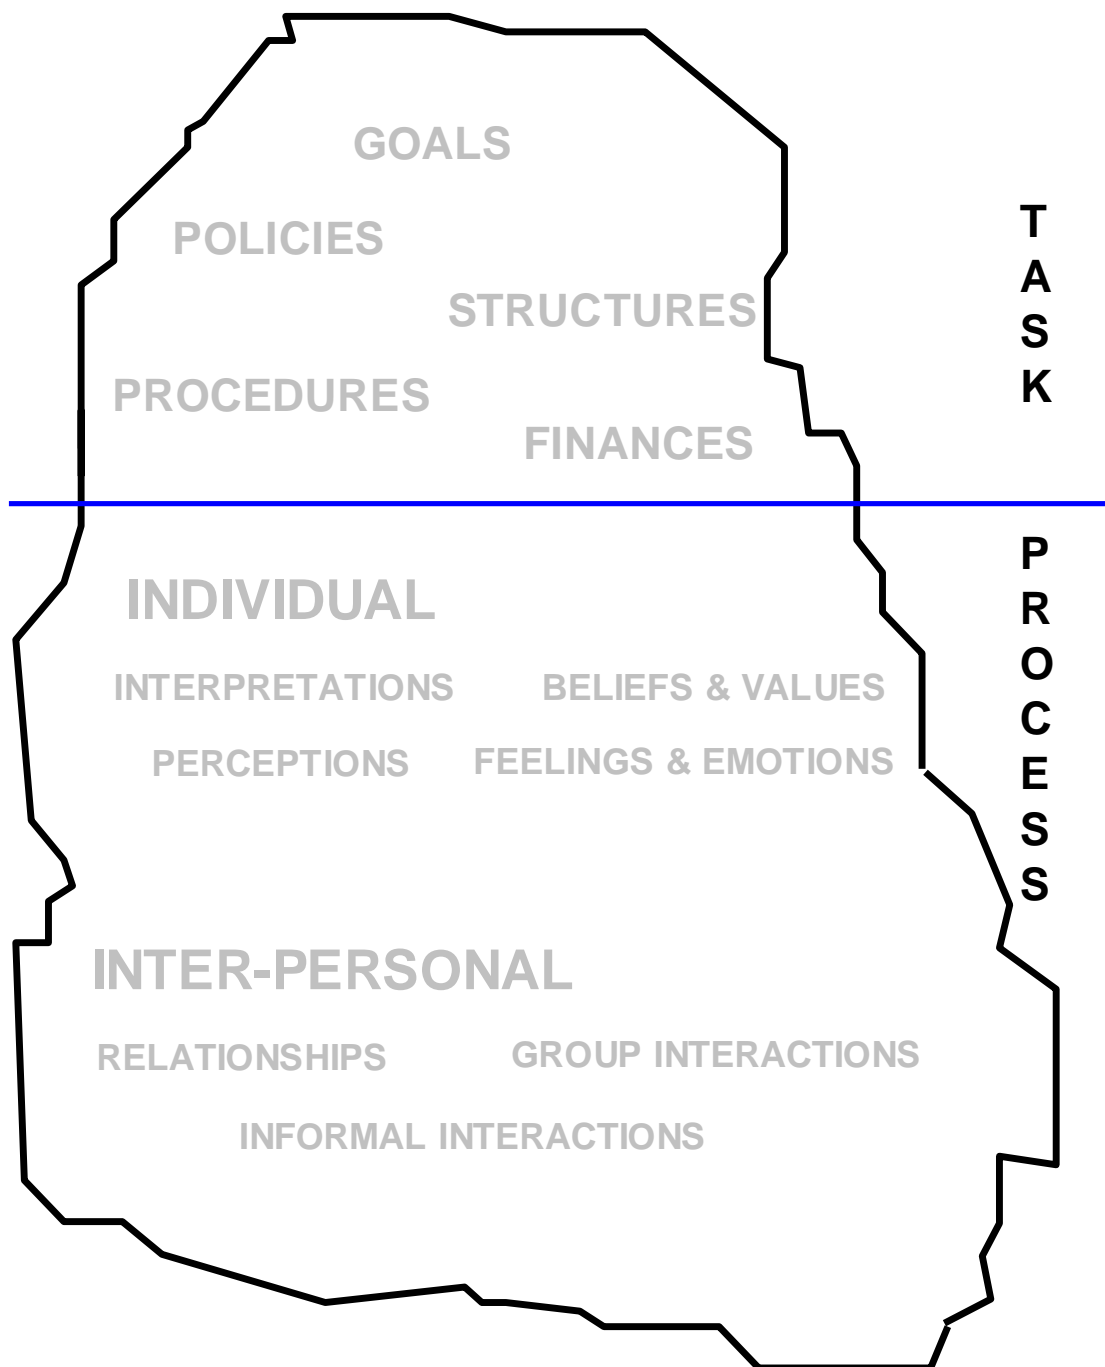 GOALS
POLICIES
STRUCTURES
PROCEDURES
FINANCES
TASK
INDIVIDUAL
INTERPRETATIONS
BELIEFS & VALUES
PERCEPTIONS
FEELINGS & EMOTIONS
INTER-PERSONAL
RELATIONSHIPS
GROUP INTERACTIONS
INFORMAL INTERACTIONS
PROCESS